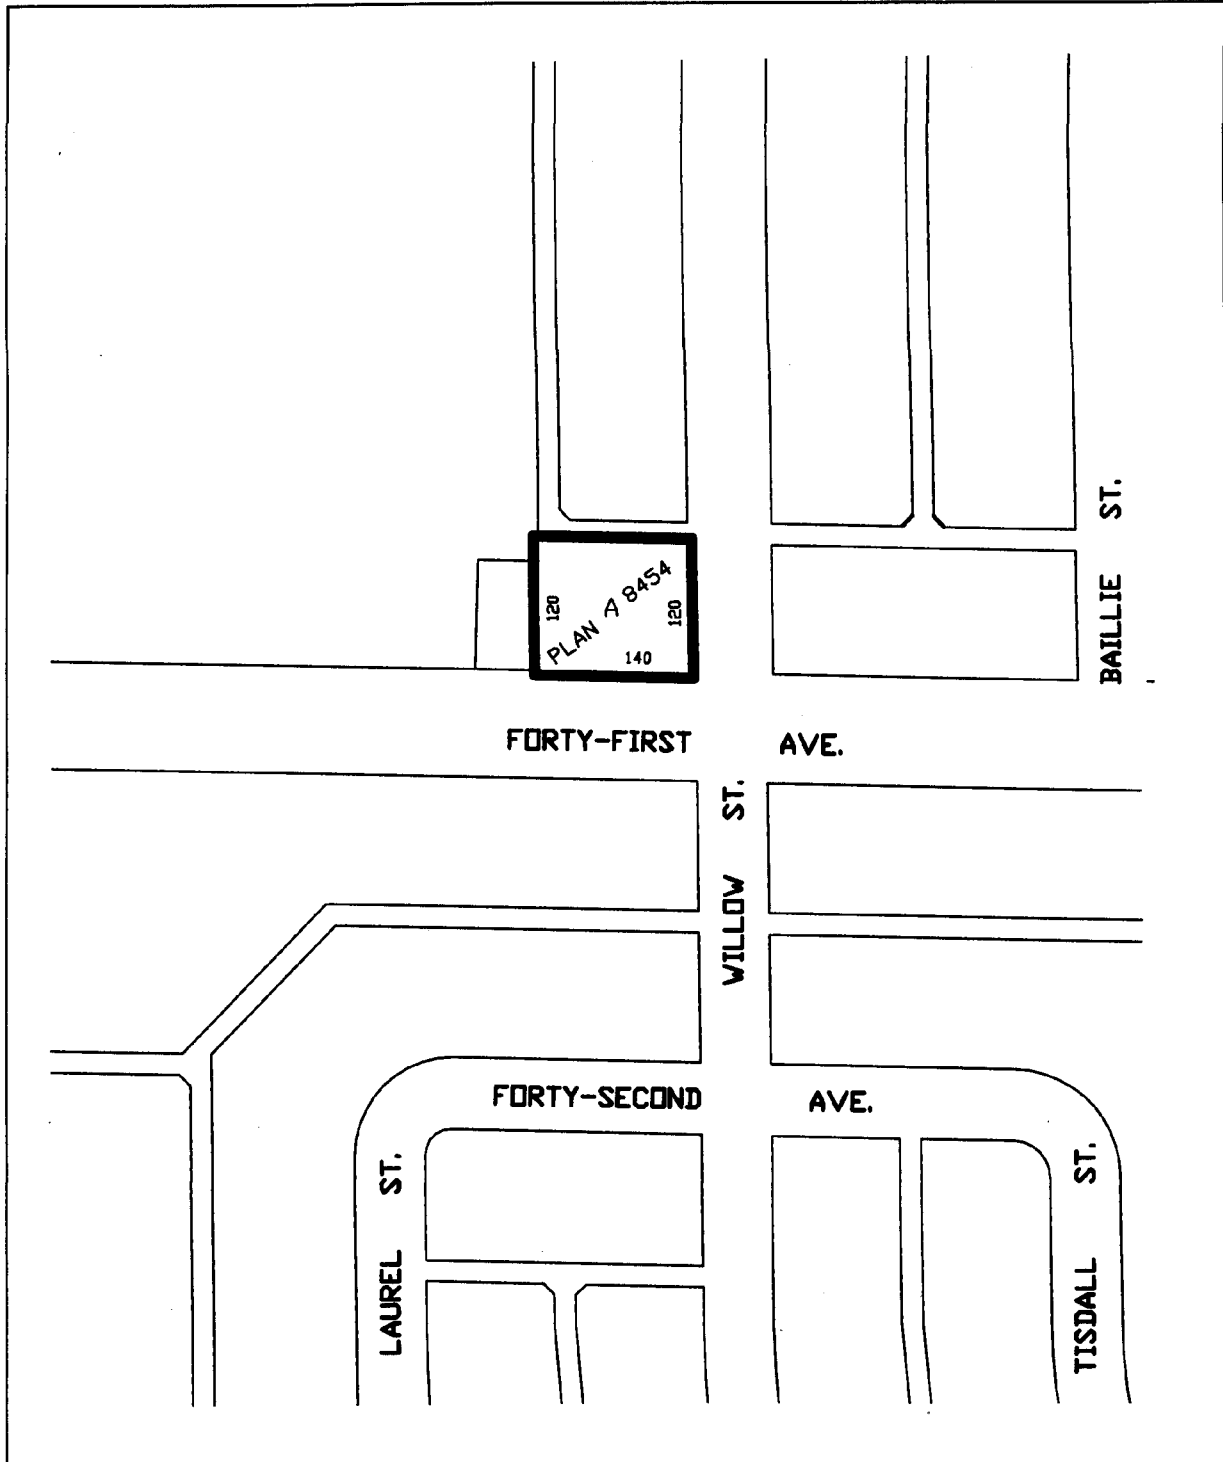 BAILLIE ST.
PLAN A 8454
120
120
140
FORTY-FIRST AVE.
WILLOW ST.
FORTY-SECOND AVE.
LAUREL ST.
TISDALL ST.